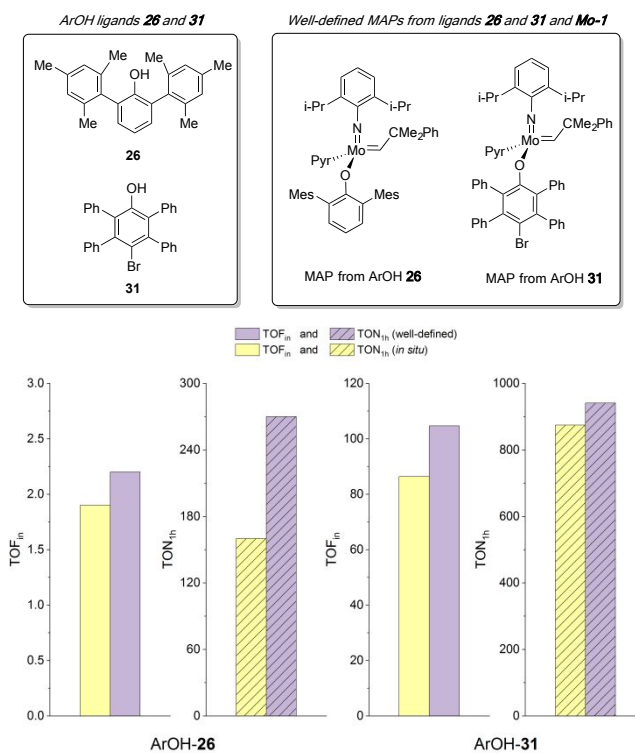 ArOH ligands 26 and 31
Well-defined MAPs from ligands 26 and 31 and Mo-1
Me
Me
OH
Me
Me
Me
Me
26
OH
Ph
Ph
Ph
Ph
Br
31
i-Pr
i-Pr
N
CMe2Ph
Pyr
Mo
O
Mes
Mes
MAP from ArOH 26
i-Pr
i-Pr
N
CMe2Ph
Pyr
Mo
O
Ph
Ph
Ph
Ph
Br
MAP from ArOH 31
TOFin and TON1h (well-defined)
TOFin and TON1h (in situ)
TOFin
3.0
2.5
2.0
1.5
1.0
0.5
0.0
TON1h
300
240
180
120
60
0
ArOH-26
TOFin
120
100
80
60
40
20
0
TON1h
1000
800
600
400
200
0
ArOH-31